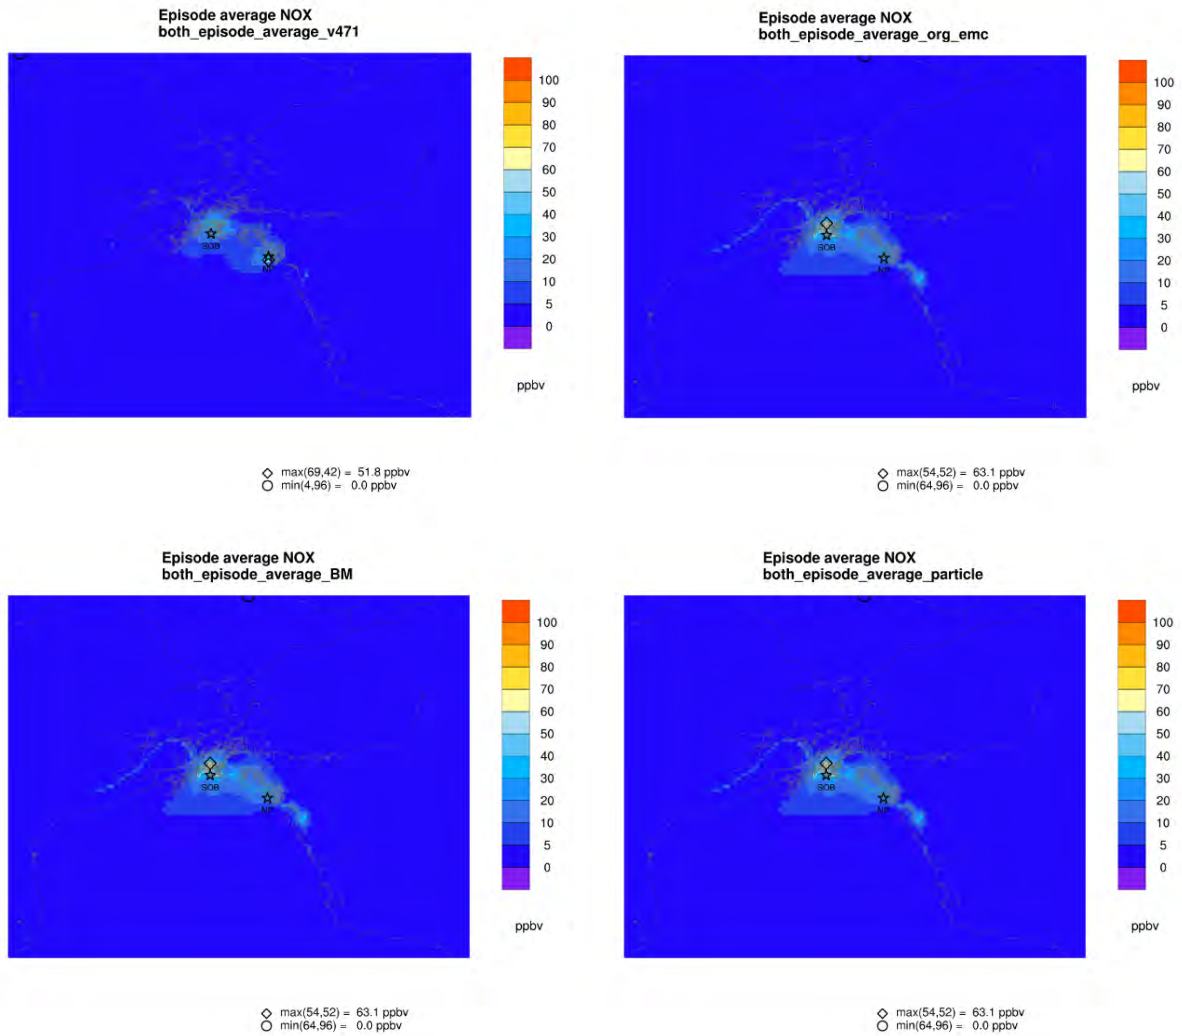 Episode average NOX
both_episode_average_v471
100
90
80
70
60
50
40
30
20
10
5
0
ppbv
SOB
NP
max(69,42) = 51.8 ppbv
min(4,96) = 0.0 ppbv
Episode average NOX
both_episode_average_org_emc
100
90
80
70
60
50
40
30
20
10
5
0
ppbv
SOB
NP
max(54,52) = 63.1 ppbv
min(64,96) = 0.0 ppbv
Episode average NOX
both_episode_average_BM
100
90
80
70
60
50
40
30
20
10
5
0
ppbv
SOB
NP
max(54,52) = 63.1 ppbv
min(64,96) = 0.0 ppbv
Episode average NOX
both_episode_average_particle
100
90
80
70
60
50
40
30
20
10
5
0
ppbv
SOB
NP
max(54,52) = 63.1 ppbv
min(64,96) = 0.0 ppbv